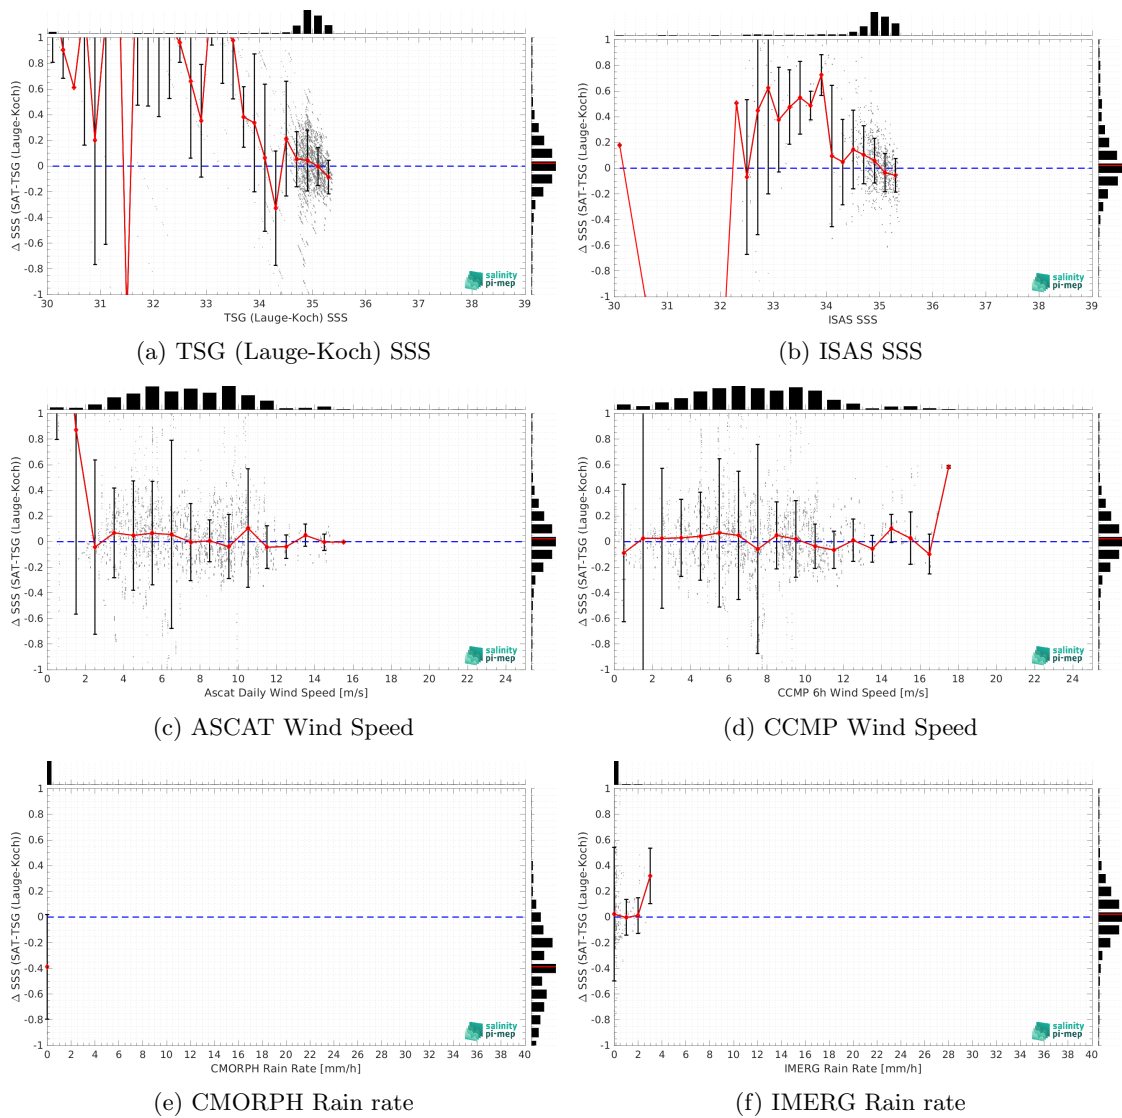 1
0.8
0.6
0.4
0.2
0
-0.2
-0.4
-0.6
-0.8
-1
Δ SSS (SAT-TSG (Lauge-Koch))
30 31 32 33 34 35 36 37 38 39
TSG (Lauge-Koch) SSS
salinity
pi-mep
(a) TSG (Lauge-Koch) SSS
1
0.8
0.6
0.4
0.2
0
-0.2
-0.4
-0.6
-0.8
-1
Δ SSS (SAT-TSG (Lauge-Koch))
30 31 32 33 34 35 36 37 38 39
ISAS SSS
salinity
pi-mep
(b) ISAS SSS
1
0.8
0.6
0.4
0.2
0
-0.2
-0.4
-0.6
-0.8
-1
Δ SSS (SAT-TSG (Lauge-Koch))
0 2 4 6 8 10 12 14 16 18 20 22 24
Ascat Daily Wind Speed [m/s]
salinity
pi-mep
(c) ASCAT Wind Speed
1
0.8
0.6
0.4
0.2
0
-0.2
-0.4
-0.6
-0.8
-1
Δ SSS (SAT-TSG (Lauge-Koch))
0 2 4 6 8 10 12 14 16 18 20 22 24
CCMP 6h Wind Speed [m/s]
salinity
pi-mep
(d) CCMP Wind Speed
1
0.8
0.6
0.4
0.2
0
-0.2
-0.4
-0.6
-0.8
-1
Δ SSS (SAT-TSG (Lauge-Koch))
0 2 4 6 8 10 12 14 16 18 20 22 24 26 28 30 32 34 36 38 40
CMORPH Rain Rate [mm/h]
salinity
pi-mep
(e) CMORPH Rain rate
1
0.8
0.6
0.4
0.2
0
-0.2
-0.4
-0.6
-0.8
-1
Δ SSS (SAT-TSG (Lauge-Koch))
0 2 4 6 8 10 12 14 16 18 20 22 24 26 28 30 32 34 36 38 40
IMERG Rain Rate [mm/h]
salinity
pi-mep
(f) IMERG Rain rate